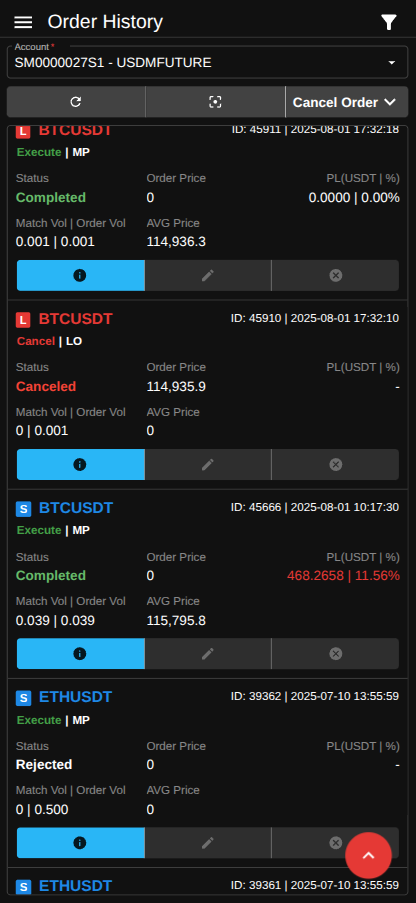 Order History
Account *
SM0000027S1 - USDMFUTURE
Cancel Order
L BTCUSDT ID: 45911 | 2025-08-01 17:32:18
Execute | MP
Status Order Price PL(USDT | %)
Completed 0 0.0000 | 0.00%
Match Vol | Order Vol AVG Price
0.001 | 0.001 114,936.3
L BTCUSDT ID: 45910 | 2025-08-01 17:32:10
Cancel | LO
Status Order Price PL(USDT | %)
Canceled 114,935.9 -
Match Vol | Order Vol AVG Price
0 | 0.001 0
S BTCUSDT ID: 45666 | 2025-08-01 10:17:30
Execute | MP
Status Order Price PL(USDT | %)
Completed 0 468.2658 | 11.56%
Match Vol | Order Vol AVG Price
0.039 | 0.039 115,795.8
S ETHUSDT ID: 39362 | 2025-07-10 13:55:59
Execute | MP
Status Order Price PL(USDT | %)
Rejected 0 -
Match Vol | Order Vol AVG Price
0 | 0.500 0
S ETHUSDT ID: 39361 | 2025-07-10 13:55:59